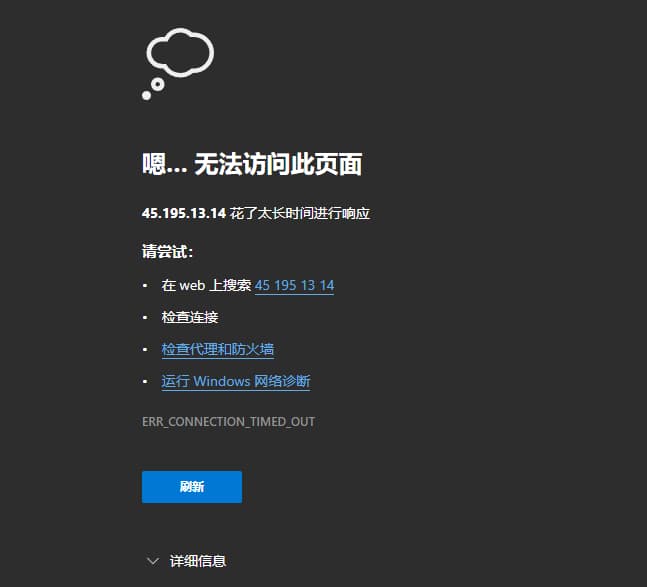 嗯… 无法访问此页面
45.195.13.14 花了太长时间进行响应
请尝试：
• 在 web 上搜索 45 195 13 14
• 检查连接
• 检查代理和防火墙
• 运行 Windows 网络诊断
ERR_CONNECTION_TIMED_OUT
刷新
详细信息